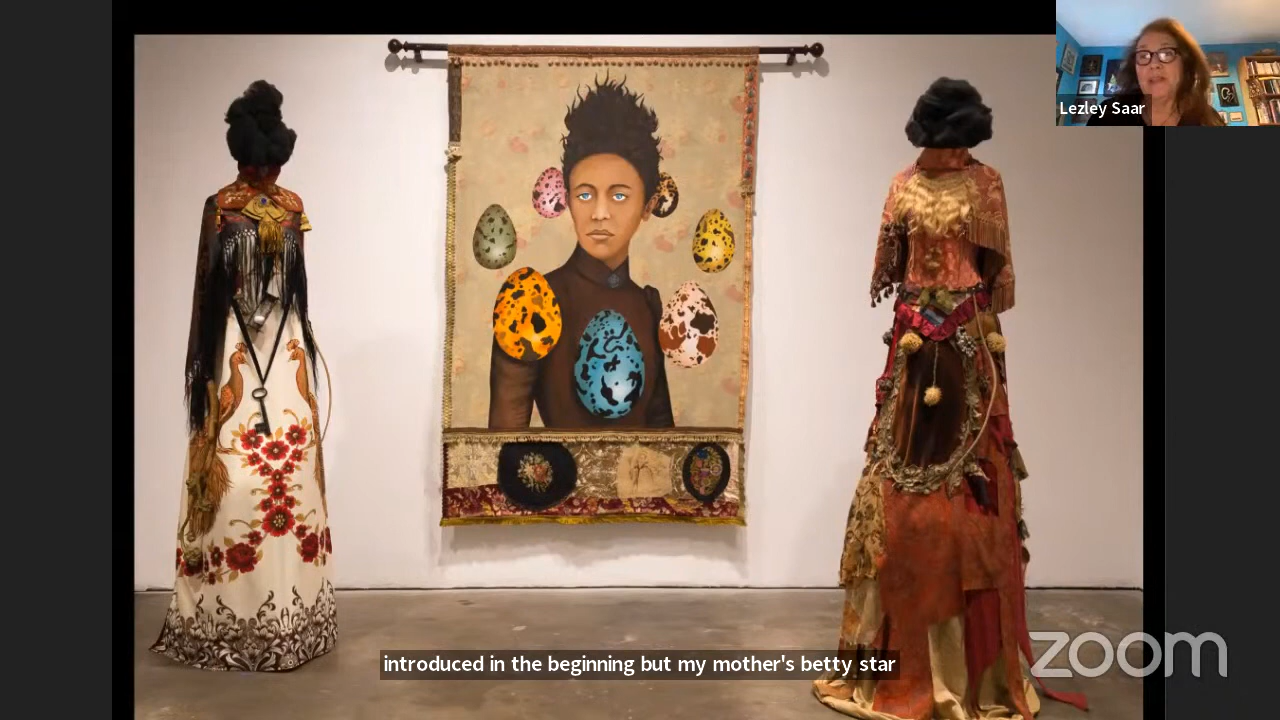 Lezley Saar
introduced in the beginning but my mother's betty star
zoom